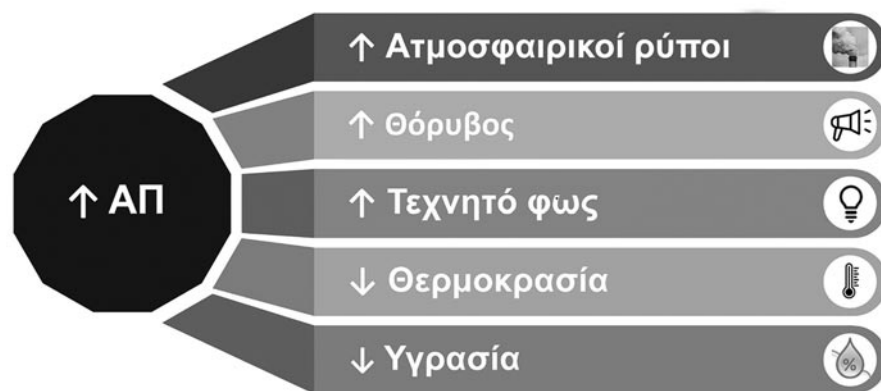 ↑ ΑΠ
↑ Ατμοσφαιρικοί ρύποι
↑ Θόρυβος
↑ Τεχνητό φως
↓ Θερμοκρασία
↓ Υγρασία
%